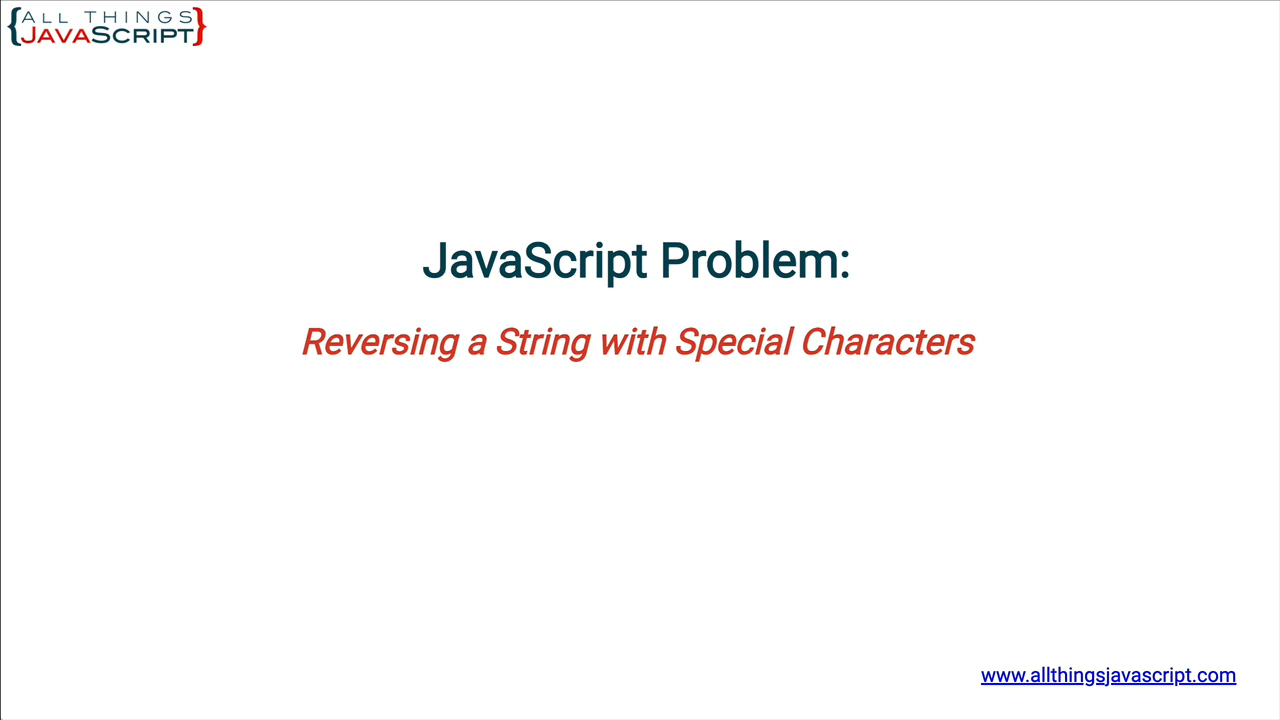 {ALL THINGS
JAVASCRIPT}
JavaScript Problem:
Reversing a String with Special Characters
www.allthingsjavascript.com